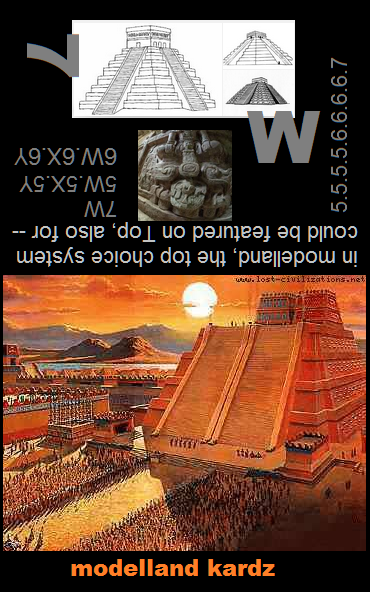 Y
W
5.5.5.5.6.6.6.6.7
in modelland, the top choice system
could be featured on Top, also for --
7W
5W.5X.5Y
6W.6X.6Y
www.lost-civilizations.net
modelland kardz